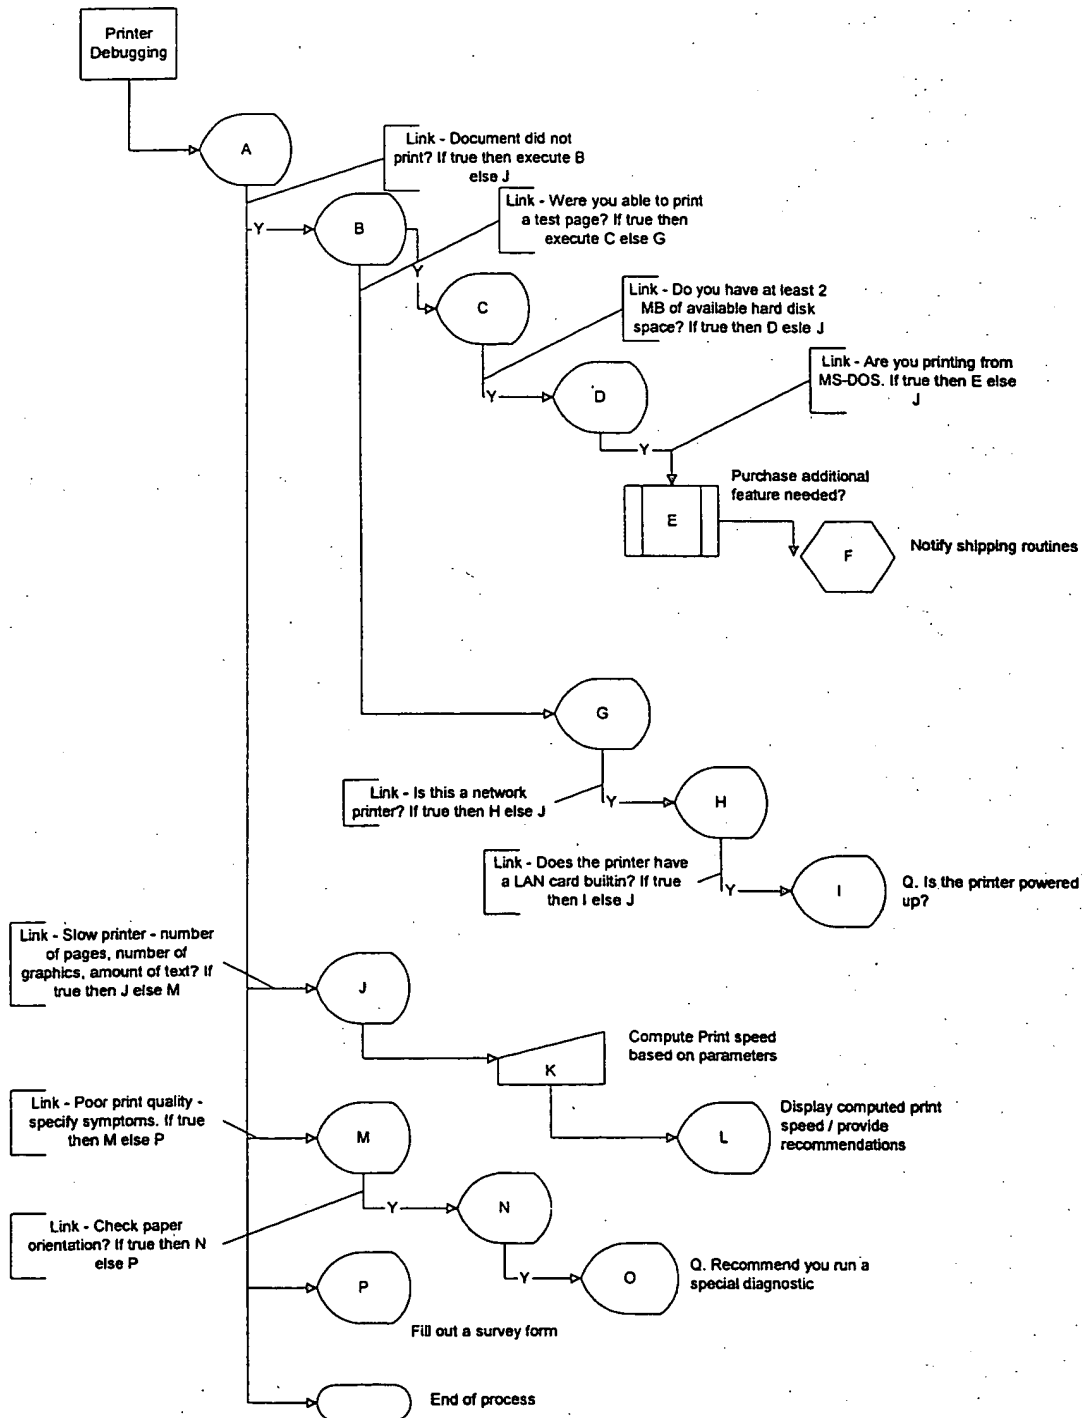 Printer
Debugging
A
Link - Document did not
print? If true then execute B
else J
Y
B
Link - Were you able to print
a test page? If true then
execute C else G
Y
C
Link - Do you have at least 2
MB of available hard disk
space? If true then D esle J
Y
D
Link - Are you printing from
MS-DOS. If true then E else
J
Y
E
Purchase additional
feature needed?
F
Notify shipping routines
G
Link - Is this a network
printer? If true then H else J
Y
H
Link - Does the printer have
a LAN card builtin? If true
then I else J
Y
I
Q. Is the printer powered
up?
Link - Slow printer - number
of pages, number of
graphics, amount of text? If
true then J else M
J
K
Compute Print speed
based on parameters
Link - Poor print quality -
specify symptoms. If true
then M else P
M
L
Display computed print
speed / provide
recommendations
Link - Check paper
orientation? If true then N
else P
Y
N
Y
O
Q. Recommend you run a
special diagnostic
P
Fill out a survey form
End of process